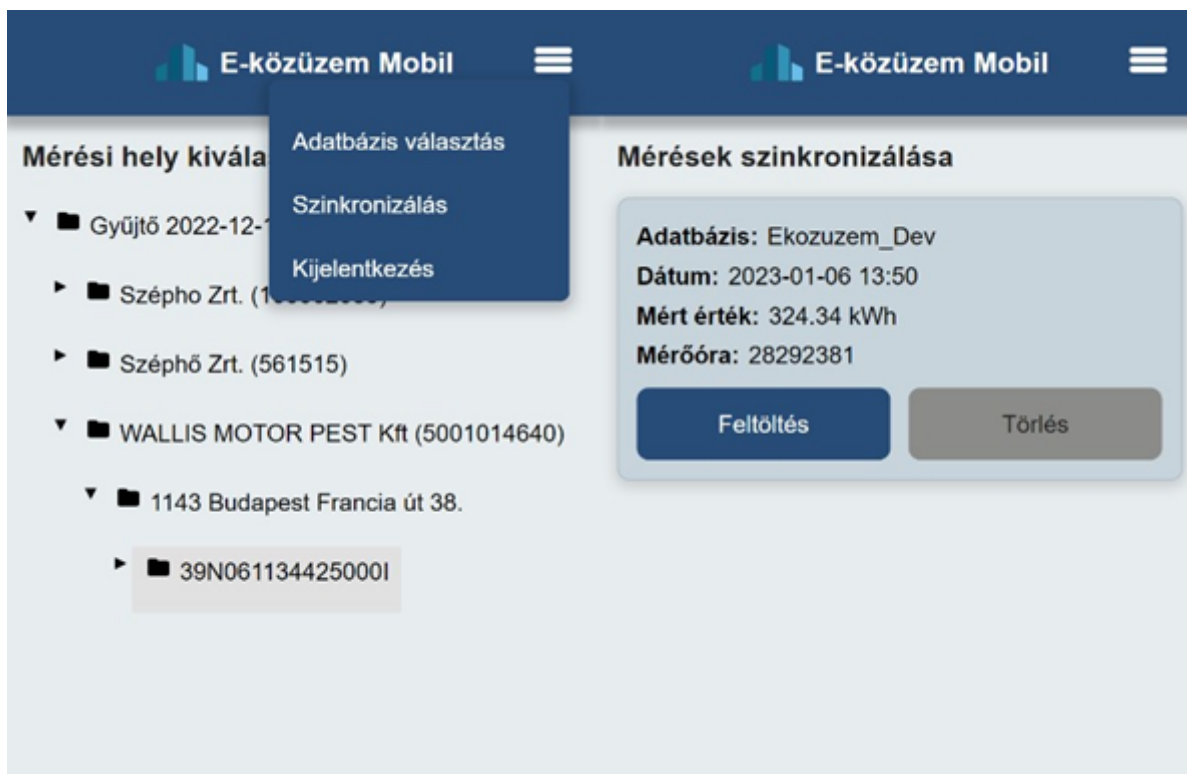 E-közüzem Mobil
Adatbázis választás
Szinkronizálás
Kijelentkezés
Mérési hely
Gyűjtő 2022-12-
Szépho Zrt.
Széphő Zrt. (561515)
WALLIS MOTOR PEST Kft (5001014640)
1143 Budapest Francia út 38.
39N061134425000I
E-közüzem Mobil
Mérések szinkronizálása
Adatbázis: Ekozuzem_Dev
Dátum: 2023-01-06 13:50
Mért érték: 324.34 kWh
Mérőóra: 28292381
Feltöltés
Törlés